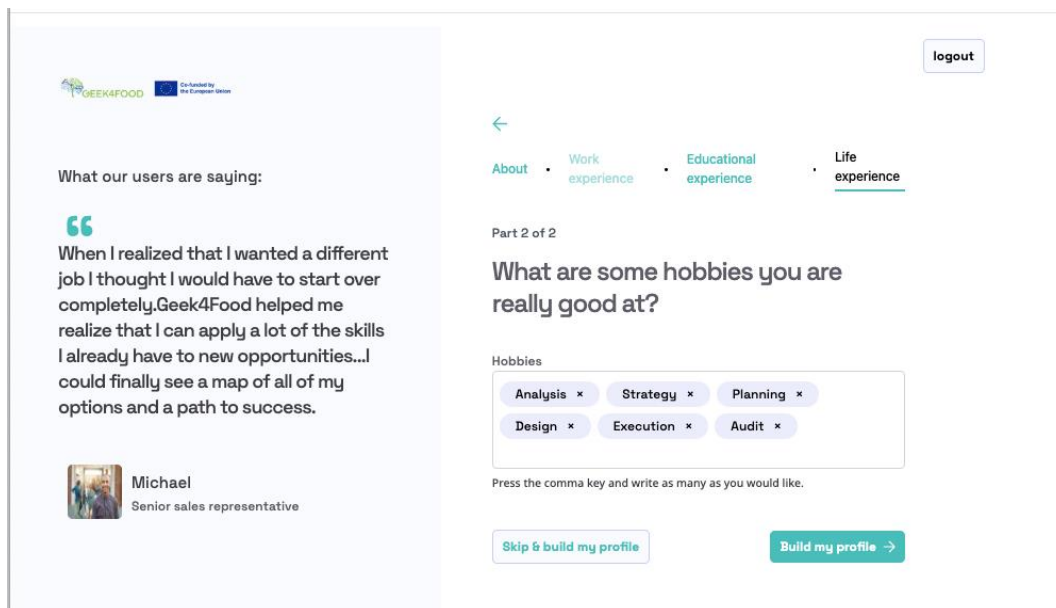 logout
GEEK4FOOD
Co-funded by
the European Union
What our users are saying:
“
When I realized that I wanted a different
job I thought I would have to start over
completely.Geek4Food helped me
realize that I can apply a lot of the skills
I already have to new opportunities...I
could finally see a map of all of my
options and a path to success.
Michael
Senior sales representative
←
About · Work experience · Educational experience · Life experience
Part 2 of 2
What are some hobbies you are
really good at?
Hobbies
Analysis × Strategy × Planning ×
Design × Execution × Audit ×
Press the comma key and write as many as you would like.
Skip & build my profile Build my profile →